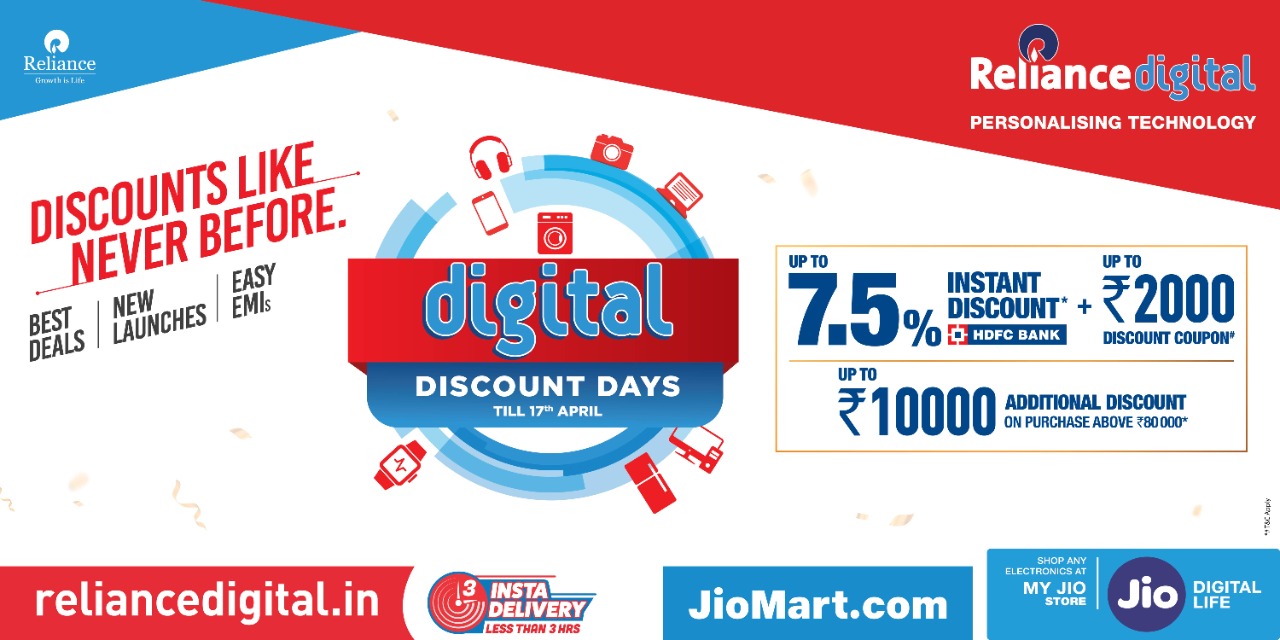 Reliance
Growth is Life
Reliance digital
PERSONALISING TECHNOLOGY
DISCOUNTS LIKE
NEVER BEFORE.
BEST
DEALS
NEW
LAUNCHES
EASY
EMIs
digital
DISCOUNT DAYS
TILL 17th APRIL
UP TO
7.5%
INSTANT
DISCOUNT*
HDFC BANK
+
UP TO
₹2000
DISCOUNT COUPON#
UP TO
₹10000
ADDITIONAL DISCOUNT
ON PURCHASE ABOVE ₹80000*
*#T&C Apply
reliancedigital.in
3
INSTA
DELIVERY
LESS THAN 3 HRS
JioMart.com
SHOP ANY
ELECTRONICS AT
MY JIO
STORE
Jio
DIGITAL
LIFE